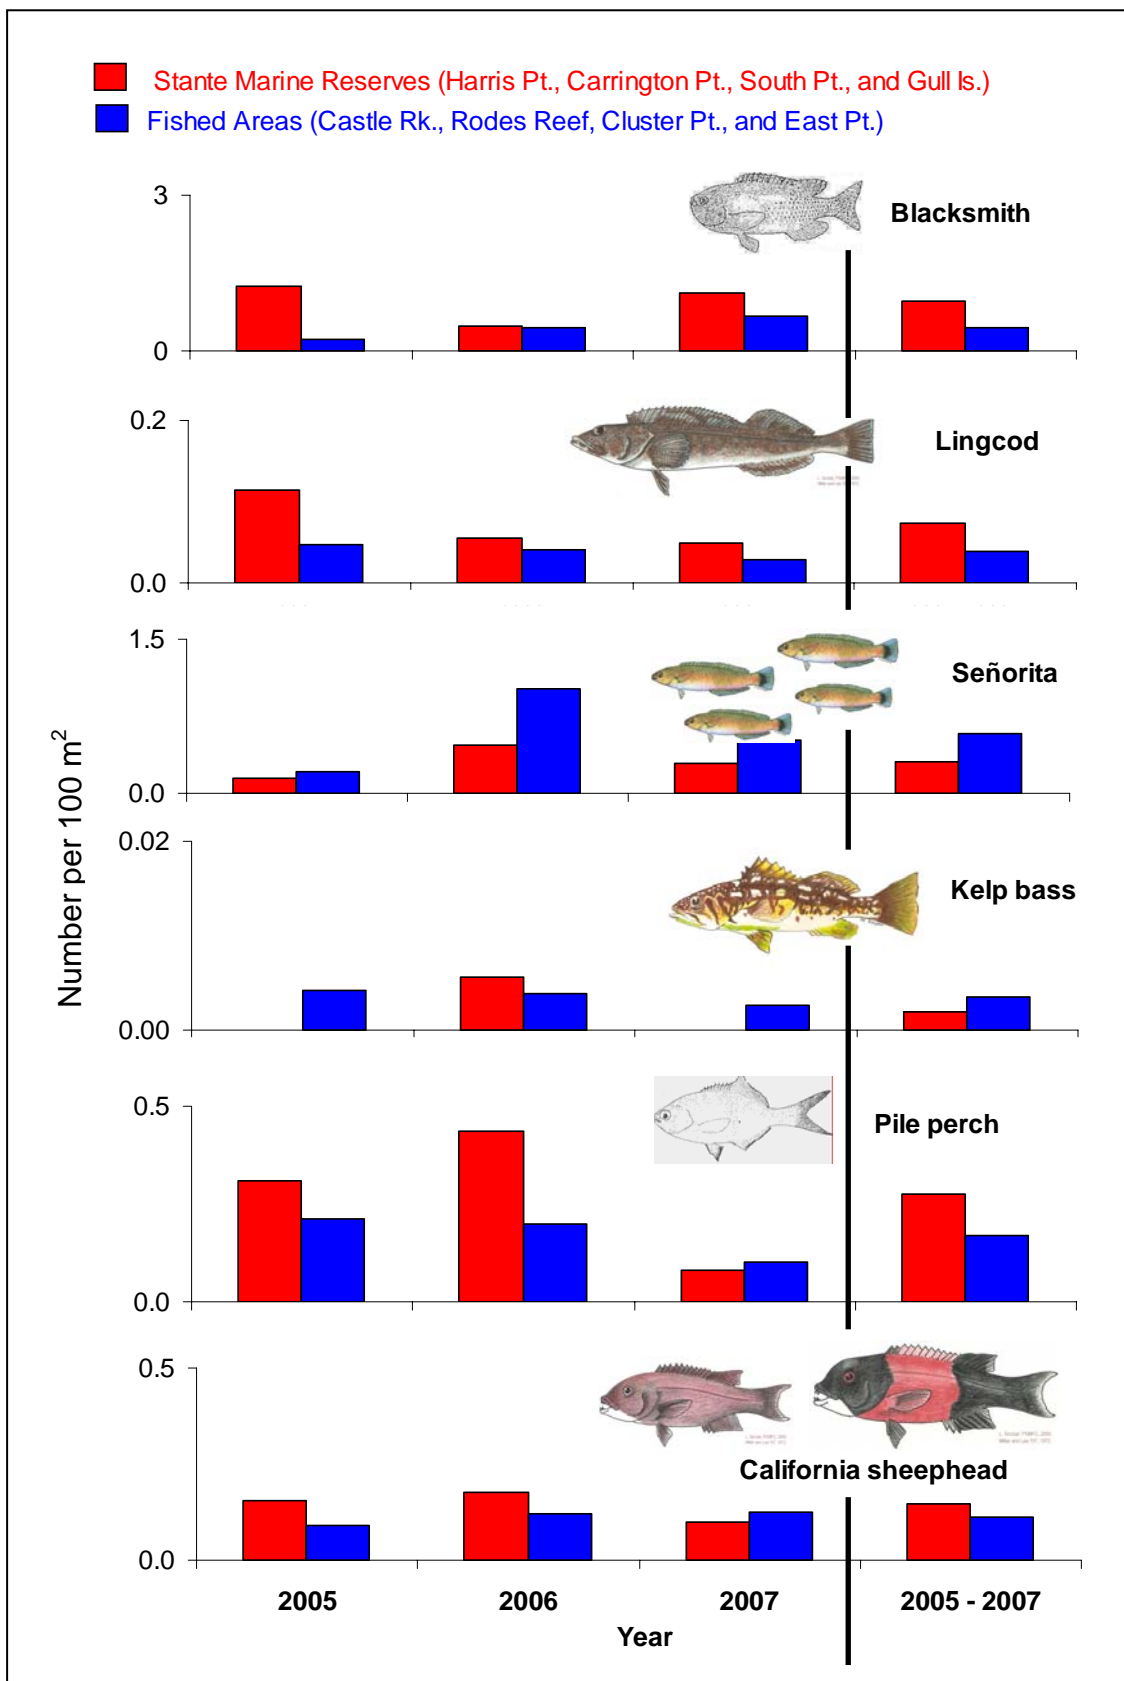 Stante Marine Reserves (Harris Pt., Carrington Pt., South Pt., and Gull Is.)
Fished Areas (Castle Rk., Rodes Reef, Cluster Pt., and East Pt.)
3
Blacksmith
0
0.2
Lingcod
0.0
1.5
Señorita
0.0
0.02
Kelp bass
0.00
0.5
Pile perch
0.0
0.5
California sheephead
0.0
Number per 100 m²
2005 2006 2007 2005 - 2007
Year